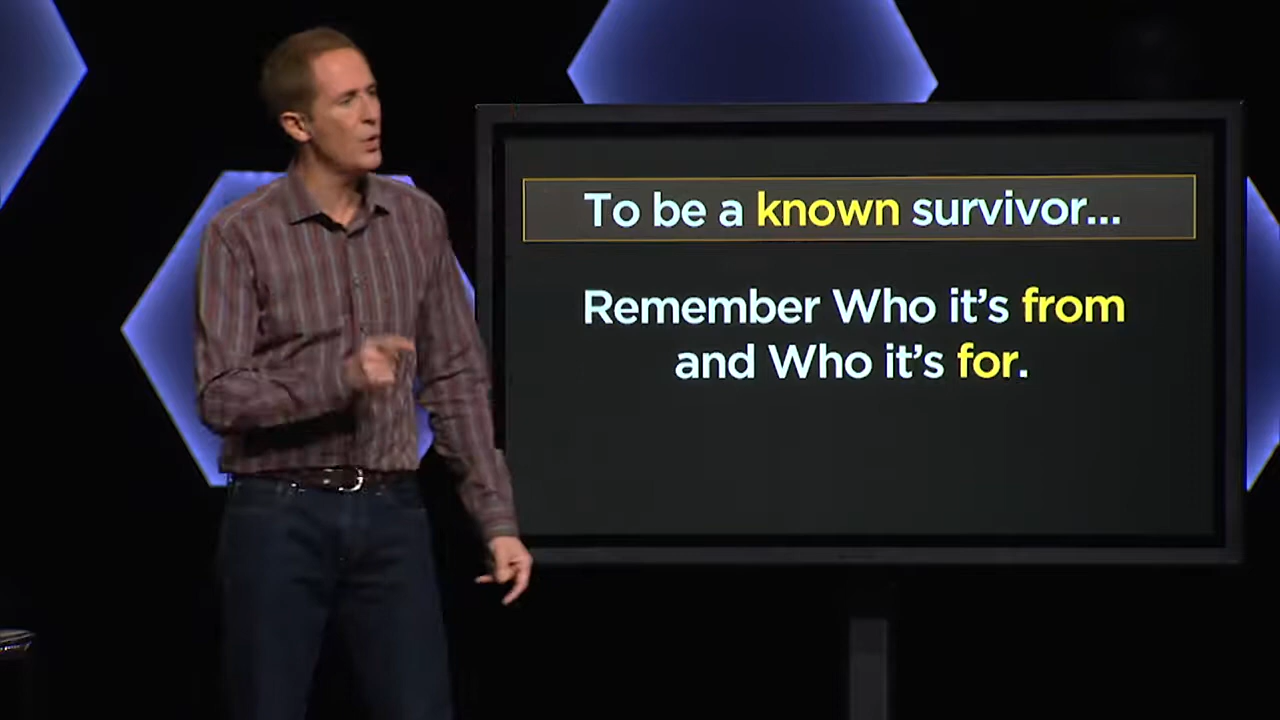 To be a known survivor...
Remember Who it's from
and Who it's for.